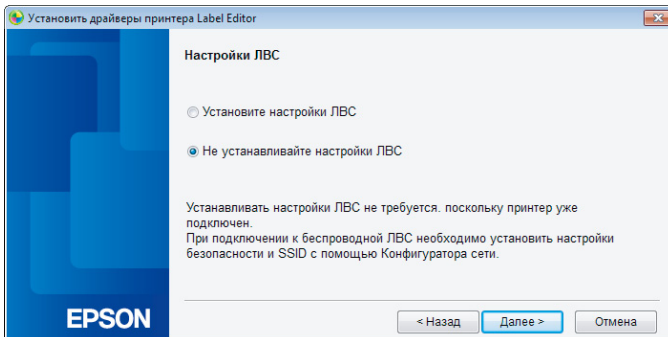 Установить драйверы принтера Label Editor
Настройки ЛВС
Установите настройки ЛВС
Не устанавливайте настройки ЛВС
Устанавливать настройки ЛВС не требуется. поскольку принтер уже
подключен.
При подключении к беспроводной ЛВС необходимо установить настройки
безопасности и SSID с помощью Конфигуратора сети.
EPSON
< Назад
Далее >
Отмена